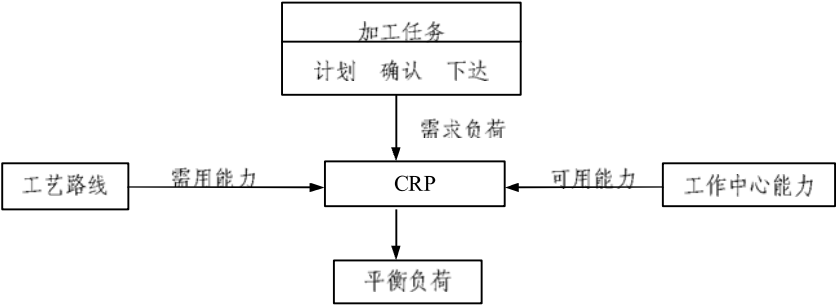 加工任务
计划 确认 下达
需求负荷
工艺路线
需用能力
CRP
可用能力
工作中心能力
平衡负荷